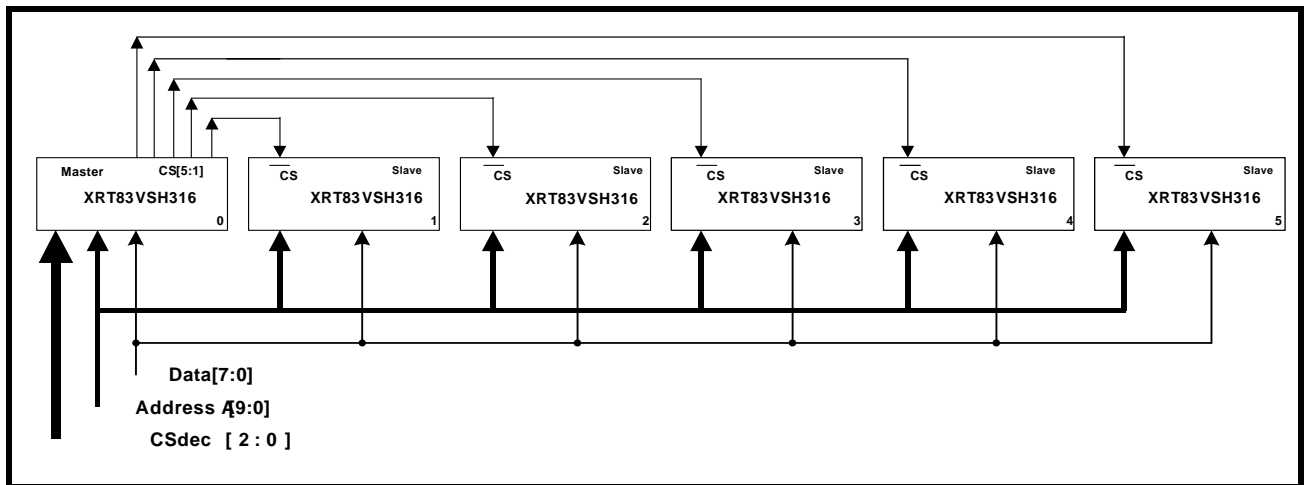 Master CS[5:1]
XRT83VSH316
0
CS Slave
XRT83VSH316
1
CS Slave
XRT83VSH316
2
CS Slave
XRT83VSH316
3
CS Slave
XRT83VSH316
4
CS Slave
XRT83VSH316
5
Data[7:0]
Address A[9:0]
CSdec [ 2 : 0 ]